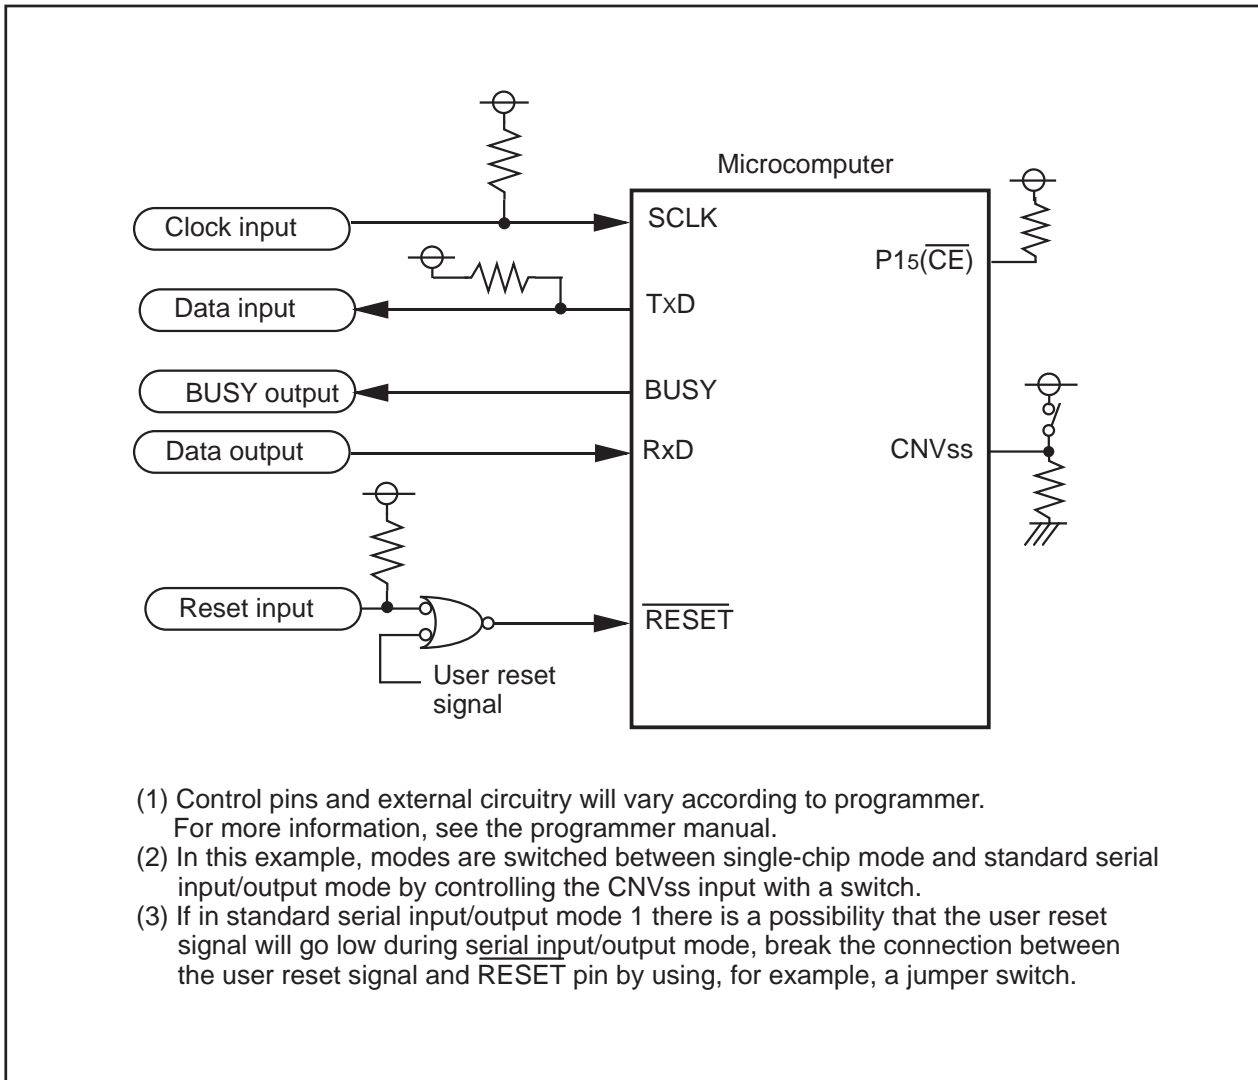 Microcomputer
Clock input
SCLK
P15(CE)
Data input
TxD
BUSY output
BUSY
Data output
RxD
CNVss
Reset input
RESET
User reset
signal
(1) Control pins and external circuitry will vary according to programmer.
For more information, see the programmer manual.
(2) In this example, modes are switched between single-chip mode and standard serial
input/output mode by controlling the CNVss input with a switch.
(3) If in standard serial input/output mode 1 there is a possibility that the user reset
signal will go low during serial input/output mode, break the connection between
the user reset signal and RESET pin by using, for example, a jumper switch.